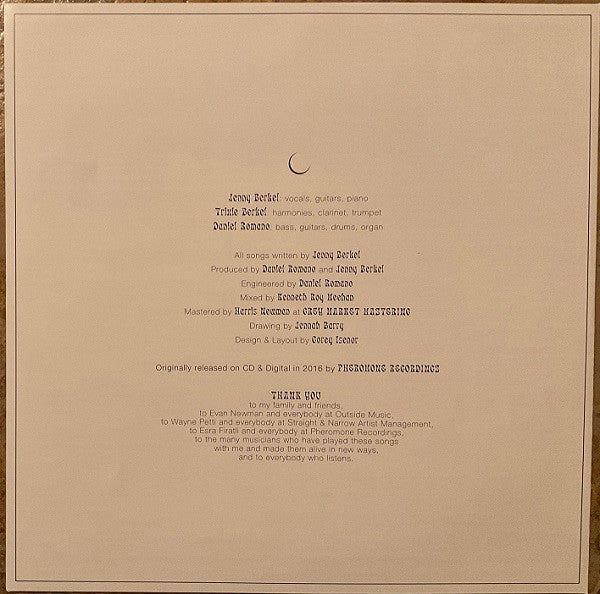 Jenny Berkel: vocals, guitars, piano
Trixie Berkel: harmonies, clarinet, trumpet
Daniel Romano: bass, guitars, drums, organ
All songs written by Jenny Berkel
Produced by Daniel Romano and Jenny Berkel
Engineered by Daniel Romano
Mixed by Kenneth Roy Meehan
Mastered by Harris Newman at GREY MARKET MASTERING
Drawing by Jennah Barry
Design & Layout by Corey Isenor
Originally released on CD & Digital in 2016 by PHEROMONE RECORDINGS
THANK YOU
to my family and friends,
to Evan Newman and everybody at Outside Music,
to Wayne Petti and everybody at Straight & Narrow Artist Management,
to Esra Firatli and everybody at Pheromone Recordings,
to the many musicians who have played these songs
with me and made them alive in new ways,
and to everybody who listens.